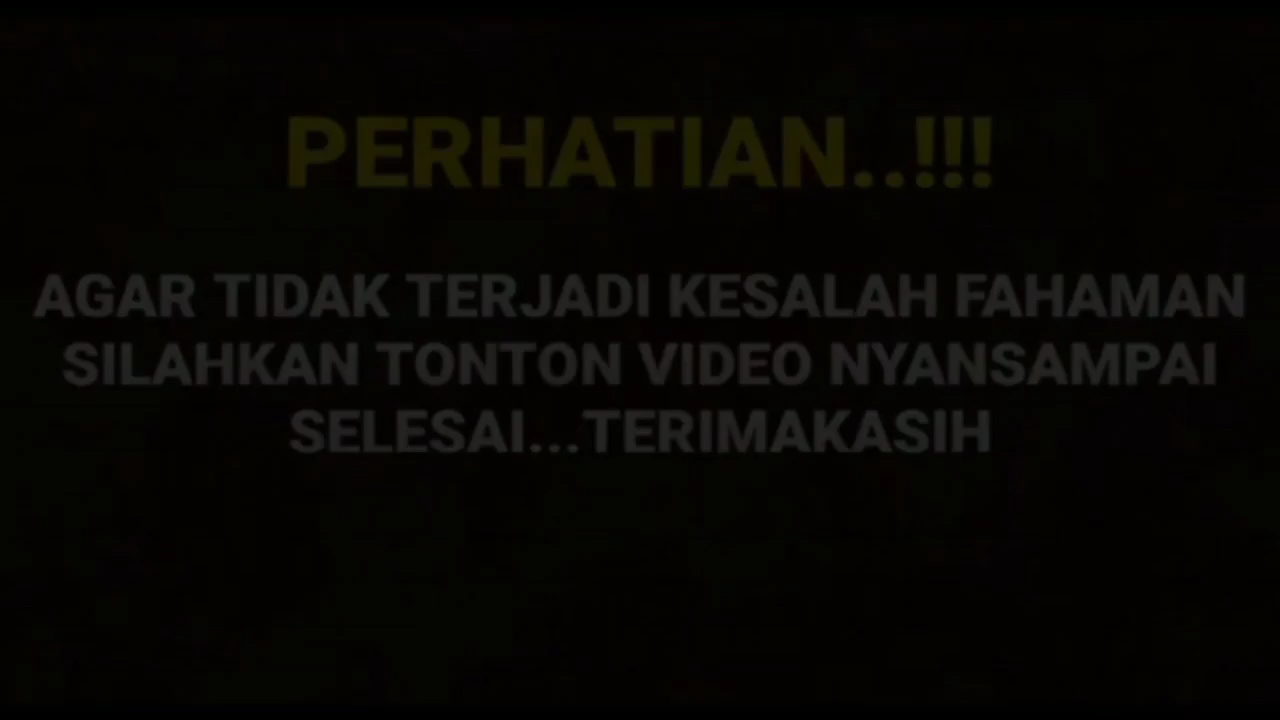 PERHATIAN..!!!
AGAR TIDAK TERJADI KESALAH FAHAMAN
SILAHKAN TONTON VIDEO NYANSAMPAI
SELESAI...TERIMAKASIH